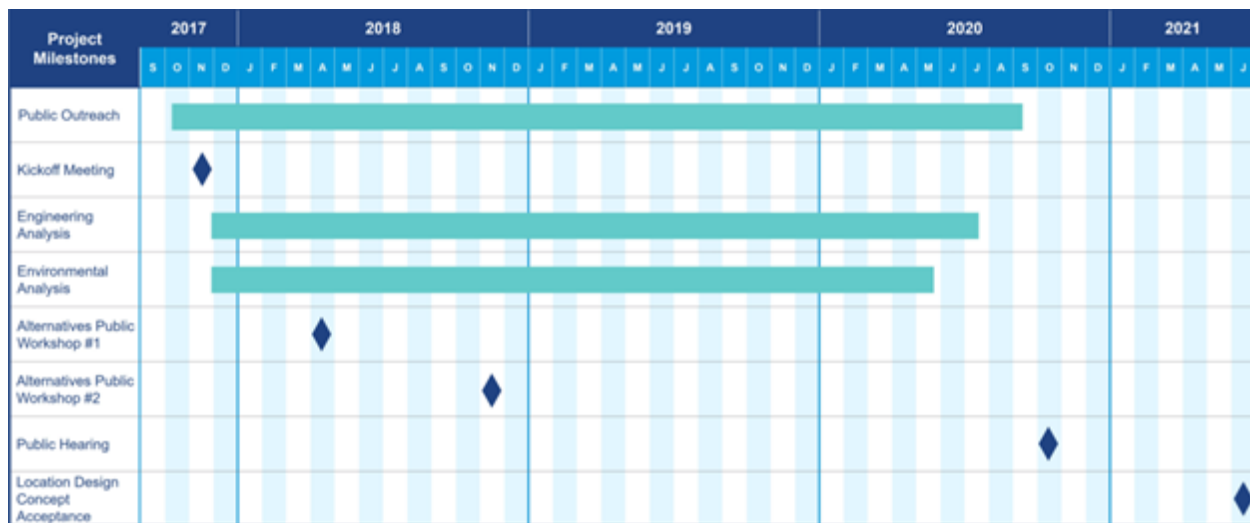 Project
Milestones
2017 2018 2019 2020 2021
S O N D J F M A M J J A S O N D J F M A M J J A S O N D J F M A M J J A S O N D J F M A M J
Public Outreach
Kickoff Meeting
Engineering
Analysis
Environmental
Analysis
Alternatives Public
Workshop #1
Alternatives Public
Workshop #2
Public Hearing
Location Design
Concept
Acceptance